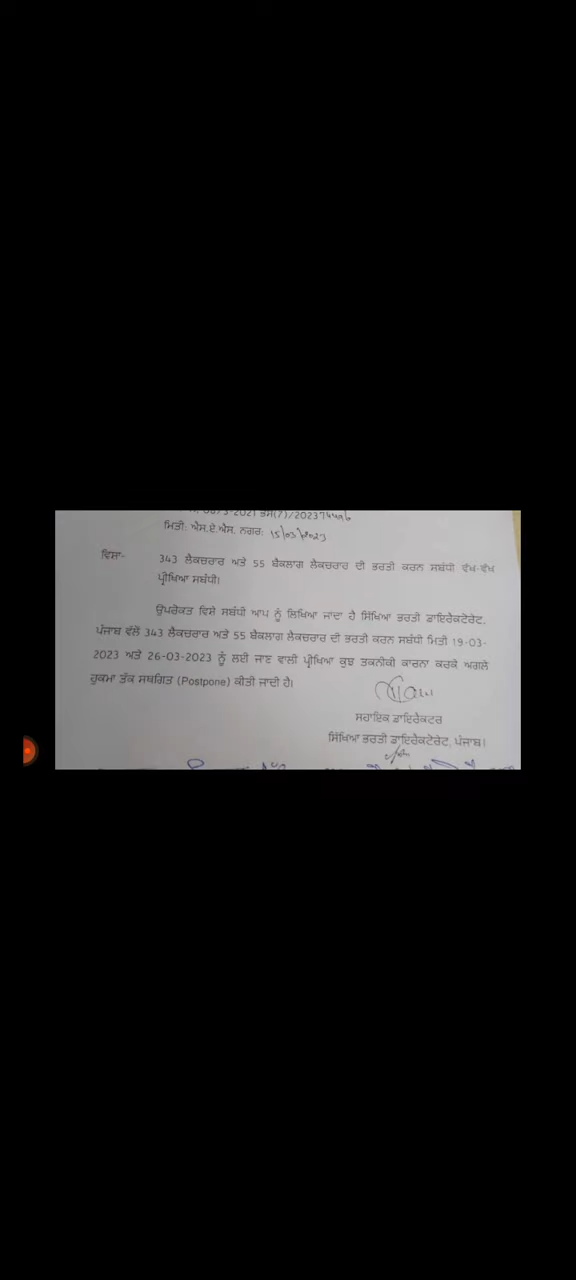 ਮਿਤੀ: ਐਸ.ਏ.ਐਸ. ਨਗਰ: 15/03/2023
ਵਿਸ਼ਾ:- 343 ਲੈਕਚਰਾਰ ਅਤੇ 55 ਬੈਕਲਾਗ ਲੈਕਚਰਾਰ ਦੀ ਭਰਤੀ ਕਰਨ ਸਬੰਧੀ ਵੱਖ-ਵੱਖ
ਪ੍ਰੀਖਿਆ ਸਬੰਧੀ।
ਉਪਰੋਕਤ ਵਿਸ਼ੇ ਸਬੰਧੀ ਆਪ ਨੂੰ ਲਿਖਿਆ ਜਾਂਦਾ ਹੈ ਸਿੱਖਿਆ ਭਰਤੀ ਡਾਇਰੈਕਟੋਰੇਟ,
ਪੰਜਾਬ ਵੱਲੋਂ 343 ਲੈਕਚਰਾਰ ਅਤੇ 55 ਬੈਕਲਾਗ ਲੈਕਚਰਾਰ ਦੀ ਭਰਤੀ ਕਰਨ ਸਬੰਧੀ ਮਿਤੀ 19-03-
2023 ਅਤੇ 26-03-2023 ਨੂੰ ਲਈ ਜਾਣ ਵਾਲੀ ਪ੍ਰੀਖਿਆ ਕੁਝ ਤਕਨੀਕੀ ਕਾਰਨਾ ਕਰਕੇ ਅਗਲੇ
ਹੁਕਮਾ ਤੱਕ ਸਥਗਿਤ (Postpone) ਕੀਤੀ ਜਾਂਦੀ ਹੈ।
ਸਹਾਇਕ ਡਾਇਰੈਕਟਰ
ਸਿੱਖਿਆ ਭਰਤੀ ਡਾਇਰੈਕਟੋਰੇਟ, ਪੰਜਾਬ।